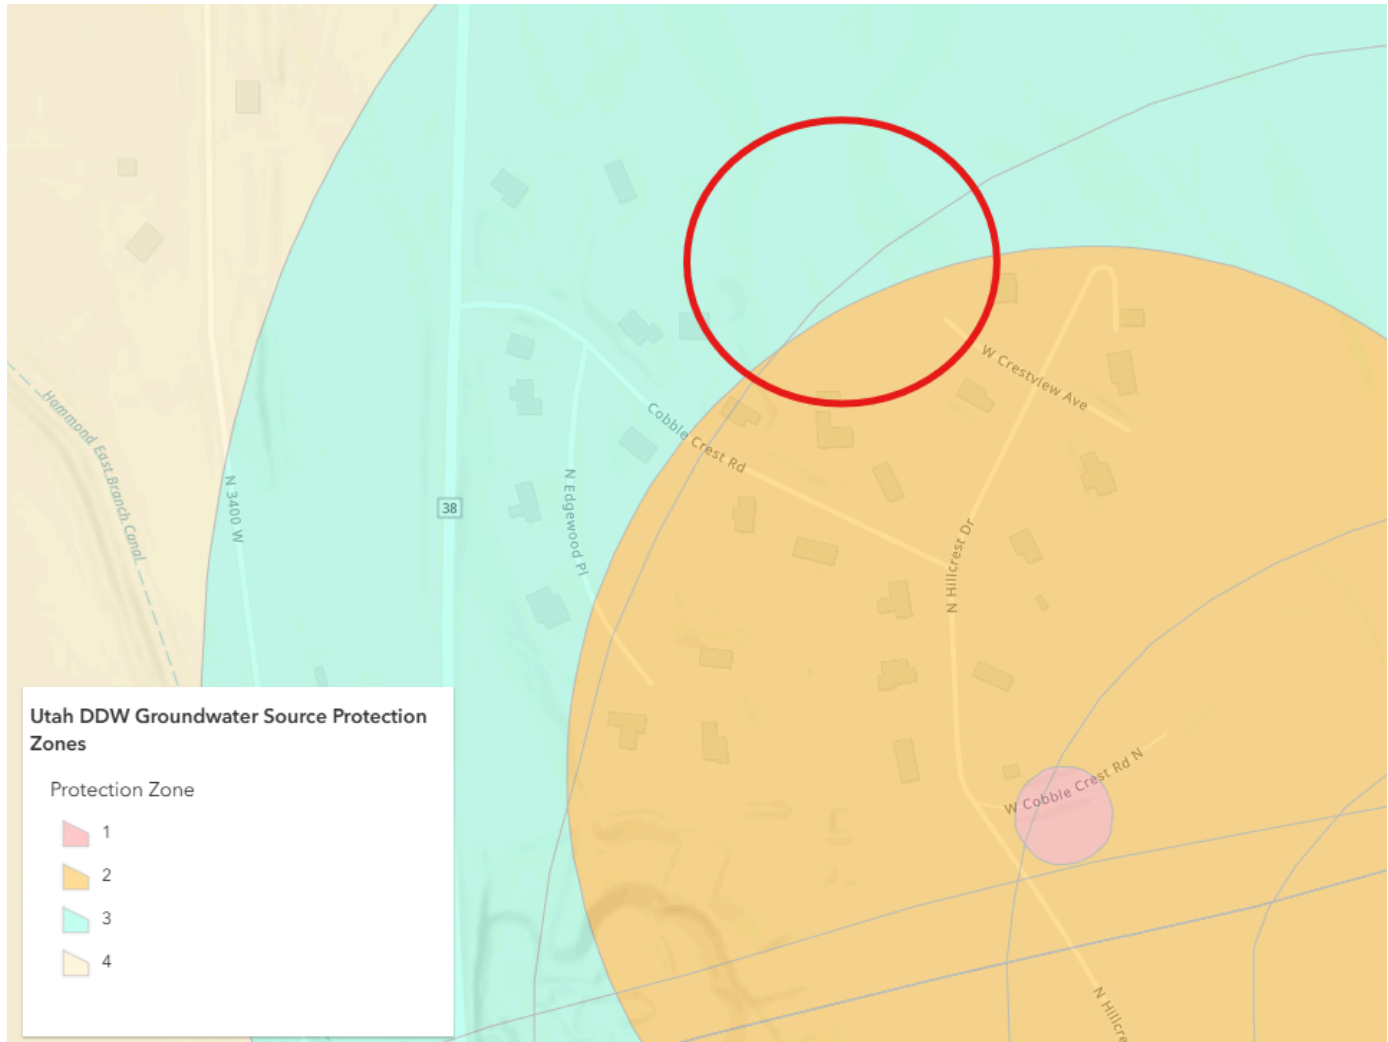 W Crestview Ave
Cobble Crest Rd
Hammond East Branch Canal
N 3400 W
38
N Edgewood Pl
N Hillcrest Dr
W Cobble Crest Rd N
N Hillcre
Utah DDW Groundwater Source Protection
Zones
Protection Zone
1
2
3
4